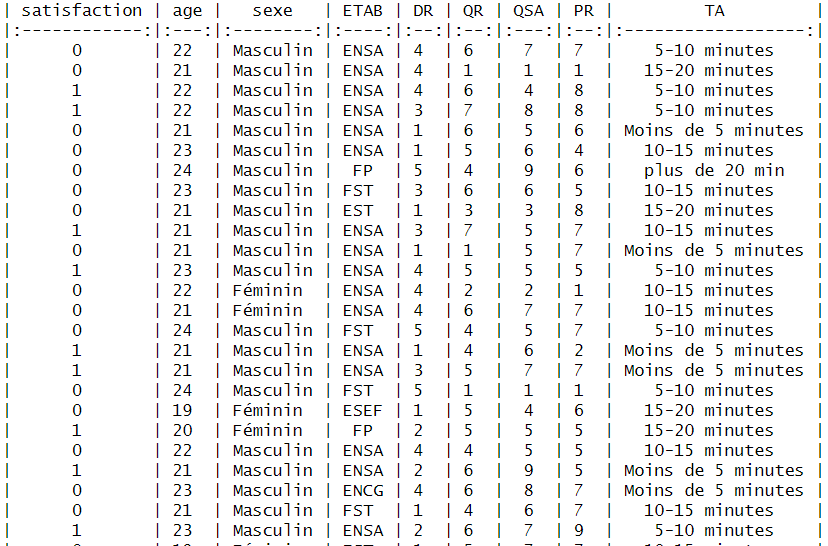 | satisfaction | age | sexe | ETAB | DR | QR | QSA | PR | TA |
|:------------:|:---:|:--------:|:----:|:--:|:--:|:---:|:--:|:------------------:|
| 0 | 22 | Masculin | ENSA | 4 | 6 | 7 | 7 | 5-10 minutes |
| 0 | 21 | Masculin | ENSA | 4 | 1 | 1 | 1 | 15-20 minutes |
| 1 | 22 | Masculin | ENSA | 4 | 6 | 4 | 8 | 5-10 minutes |
| 1 | 22 | Masculin | ENSA | 3 | 7 | 8 | 8 | 5-10 minutes |
| 0 | 21 | Masculin | ENSA | 1 | 6 | 5 | 6 | Moins de 5 minutes |
| 0 | 23 | Masculin | ENSA | 1 | 5 | 6 | 4 | 10-15 minutes |
| 0 | 24 | Masculin | FP | 5 | 4 | 9 | 6 | plus de 20 min |
| 0 | 23 | Masculin | FST | 3 | 6 | 6 | 5 | 10-15 minutes |
| 0 | 21 | Masculin | EST | 1 | 3 | 3 | 8 | 15-20 minutes |
| 1 | 21 | Masculin | ENSA | 3 | 7 | 5 | 7 | 10-15 minutes |
| 0 | 21 | Masculin | ENSA | 1 | 1 | 5 | 7 | Moins de 5 minutes |
| 1 | 23 | Masculin | ENSA | 4 | 5 | 5 | 5 | 5-10 minutes |
| 0 | 22 | Féminin | ENSA | 4 | 2 | 2 | 1 | 10-15 minutes |
| 0 | 21 | Féminin | ENSA | 4 | 6 | 7 | 7 | 10-15 minutes |
| 0 | 24 | Masculin | FST | 5 | 4 | 5 | 7 | 5-10 minutes |
| 1 | 21 | Masculin | ENSA | 1 | 4 | 6 | 2 | Moins de 5 minutes |
| 1 | 21 | Masculin | ENSA | 3 | 5 | 7 | 7 | Moins de 5 minutes |
| 0 | 24 | Masculin | FST | 5 | 1 | 1 | 1 | 5-10 minutes |
| 0 | 19 | Féminin | ESEF | 1 | 5 | 4 | 6 | 15-20 minutes |
| 1 | 20 | Féminin | FP | 2 | 5 | 5 | 5 | 15-20 minutes |
| 0 | 22 | Masculin | ENSA | 4 | 4 | 5 | 5 | 10-15 minutes |
| 1 | 21 | Masculin | ENSA | 2 | 6 | 9 | 5 | Moins de 5 minutes |
| 0 | 23 | Masculin | ENCG | 4 | 6 | 8 | 7 | Moins de 5 minutes |
| 0 | 21 | Masculin | FST | 1 | 4 | 6 | 7 | 10-15 minutes |
| 1 | 23 | Masculin | ENSA | 2 | 6 | 7 | 9 | 5-10 minutes |